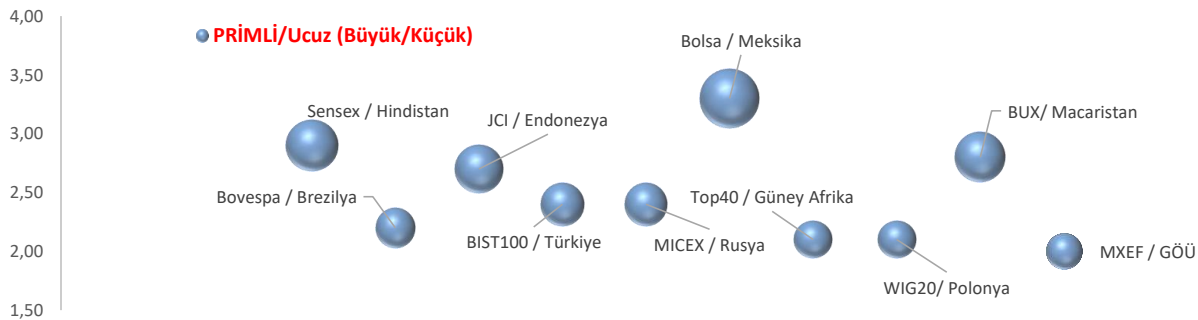 4,00
PRİMLİ/Ucuz (Büyük/Küçük)
Bolsa / Meksika
3,50
Sensex / Hindistan
JCI / Endonezya
BUX/ Macaristan
3,00
2,50
Bovespa / Brezilya
Top40 / Güney Afrika
BIST100 / Türkiye
MICEX / Rusya
2,00
MXEF / GÖÜ
WIG20/ Polonya
1,50